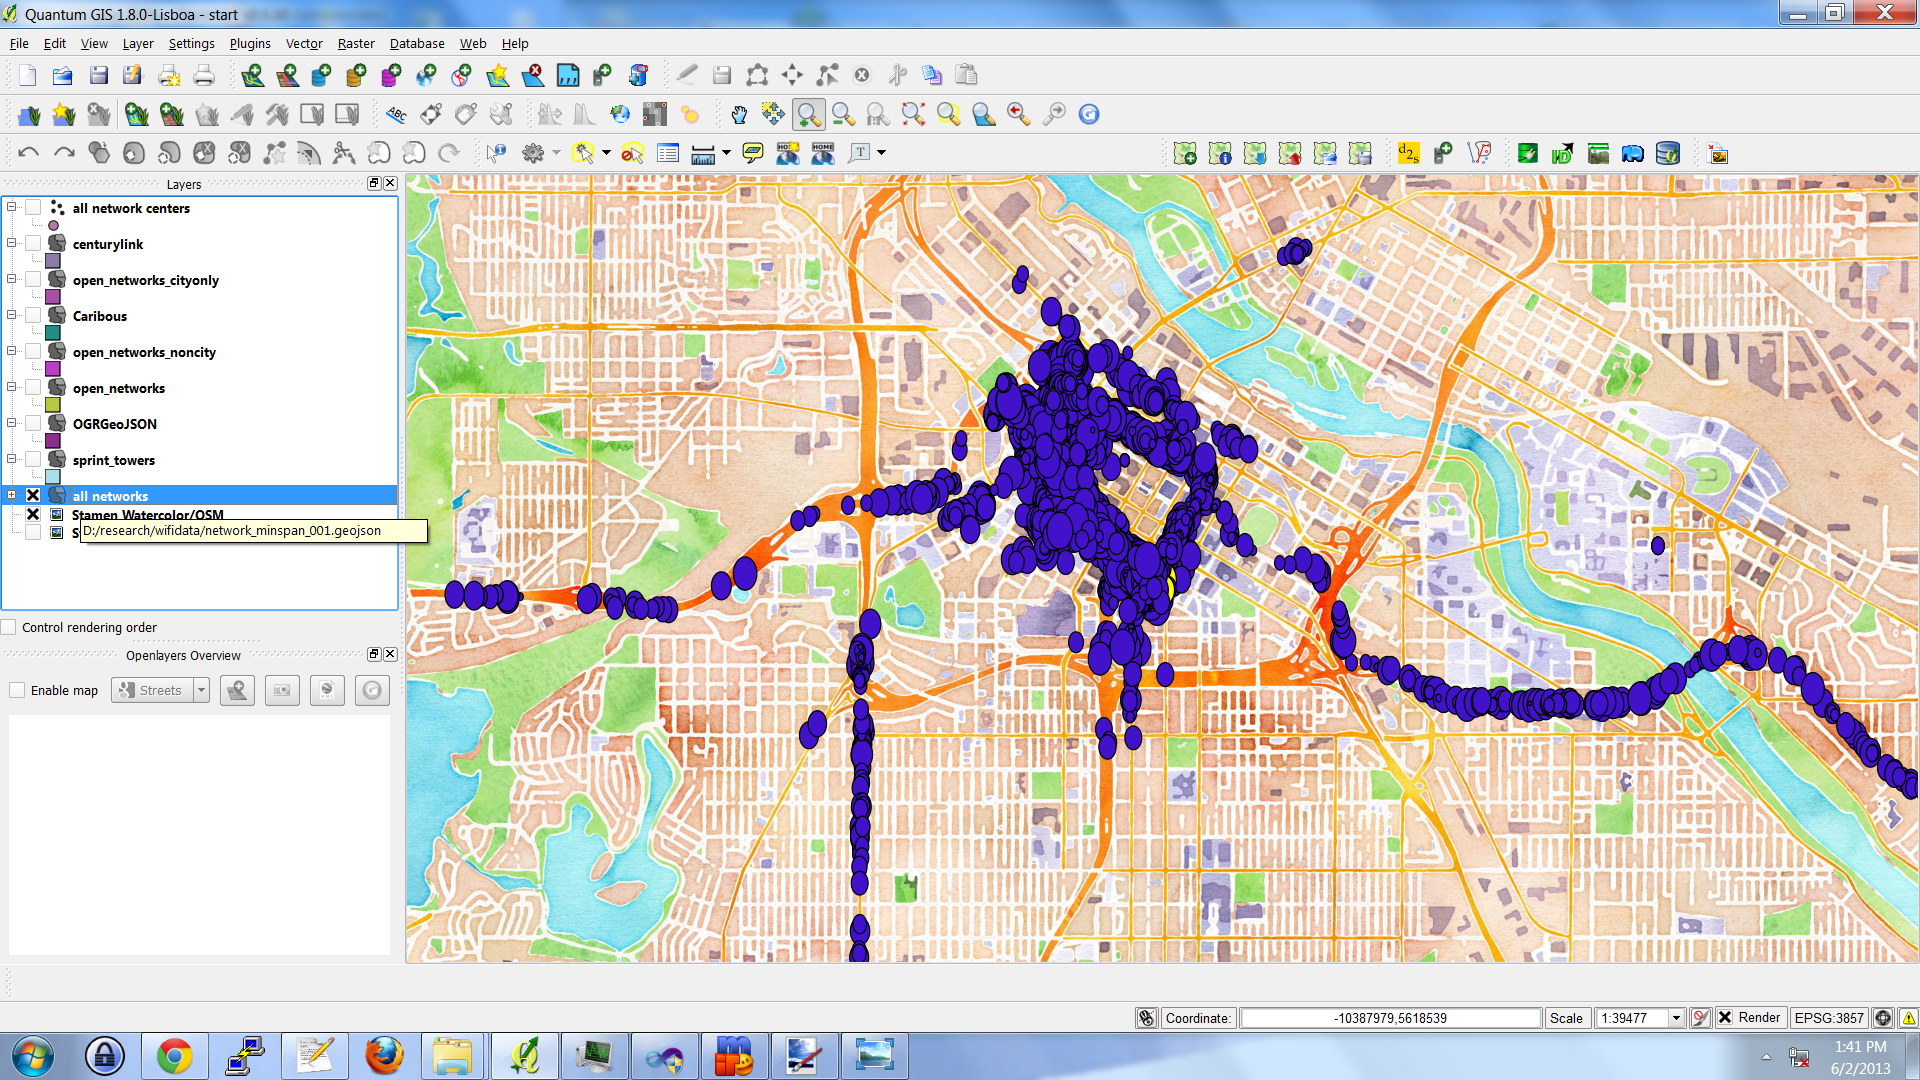 Quantum GIS 1.8.0-Lisboa - start
File Edit View Layer Settings Plugins Vector Raster Database Web Help
ABC
T
d2s
HOME
Layers
all network centers
centurylink
open_networks_cityonly
Caribous
open_networks_noncity
open_networks
OGRGeoJSON
sprint_towers
all networks
Stamen Watercolor/OSM
S
D:/research/wifidata/network_minspan_001.geojson
Control rendering order
Openlayers Overview
Enable map
Streets
Coordinate: -10387979,5618539 Scale 1:39477 Render EPSG:3857
1:41 PM
6/2/2013